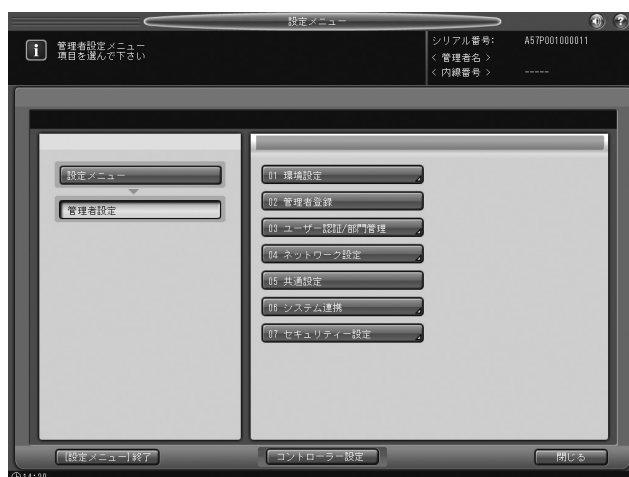 設定メニュー
管理者設定メニュー
項目を選んで下さい
シリアル番号: A57P001000011
< 管理者名 >
< 内線番号 > -----
設定メニュー
管理者設定
01 環境設定
02 管理者登録
03 ユーザー認証/部門管理
04 ネットワーク設定
05 共通設定
06 システム連携
07 セキュリティー設定
[設定メニュー]終了
コントローラー設定
閉じる
14:20